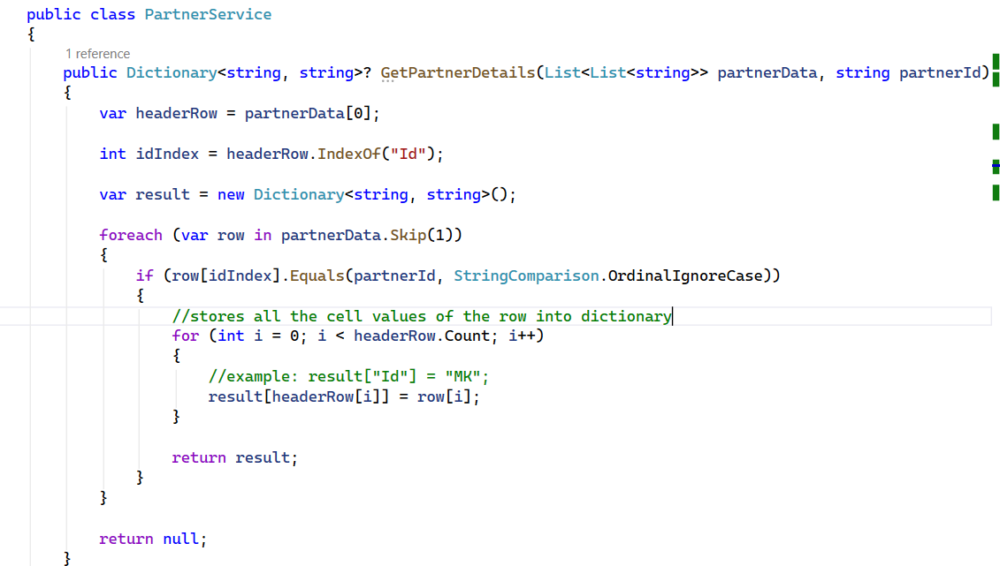 public class PartnerService
{
1 reference
public Dictionary<string, string>? GetPartnerDetails(List<List<string>> partnerData, string partnerId)
{
var headerRow = partnerData[0];
int idIndex = headerRow.IndexOf("Id");
var result = new Dictionary<string, string>();
foreach (var row in partnerData.Skip(1))
{
if (row[idIndex].Equals(partnerId, StringComparison.OrdinalIgnoreCase))
{
//stores all the cell values of the row into dictionary
for (int i = 0; i < headerRow.Count; i++)
{
//example: result["Id"] = "MK";
result[headerRow[i]] = row[i];
}
return result;
}
}
return null;
}